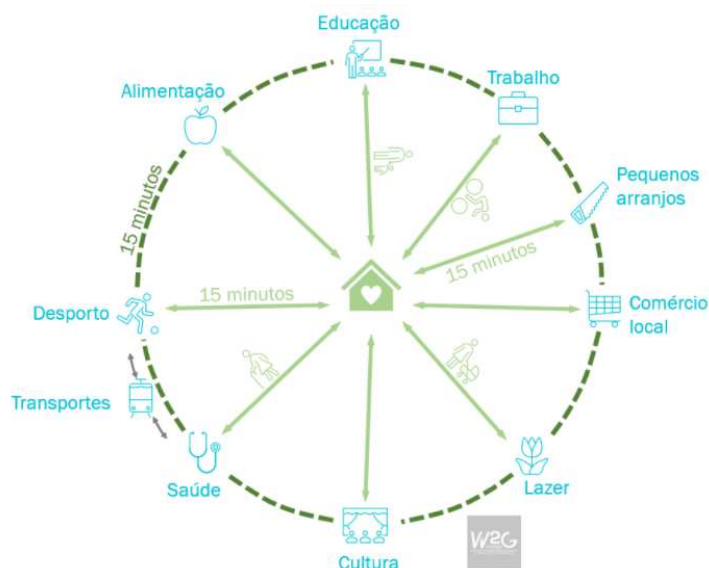 Educação
Trabalho
Alimentação
Pequenos
arranjos
15 minutos
15 minutos
15 minutos
Desporto
Comércio
local
Transportes
Saúde
Lazer
Cultura
W2G